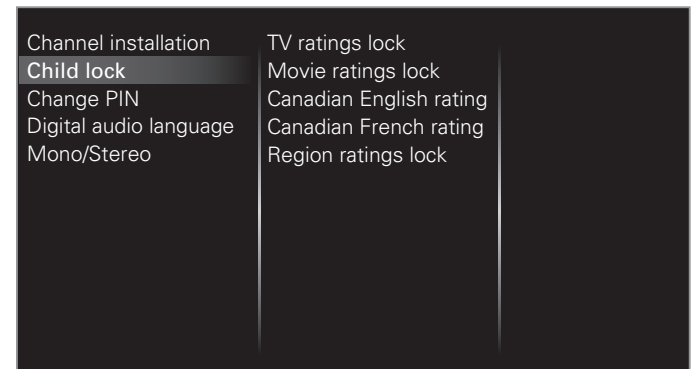 Channel installation
Child lock
Change PIN
Digital audio language
Mono/Stereo
TV ratings lock
Movie ratings lock
Canadian English rating
Canadian French rating
Region ratings lock